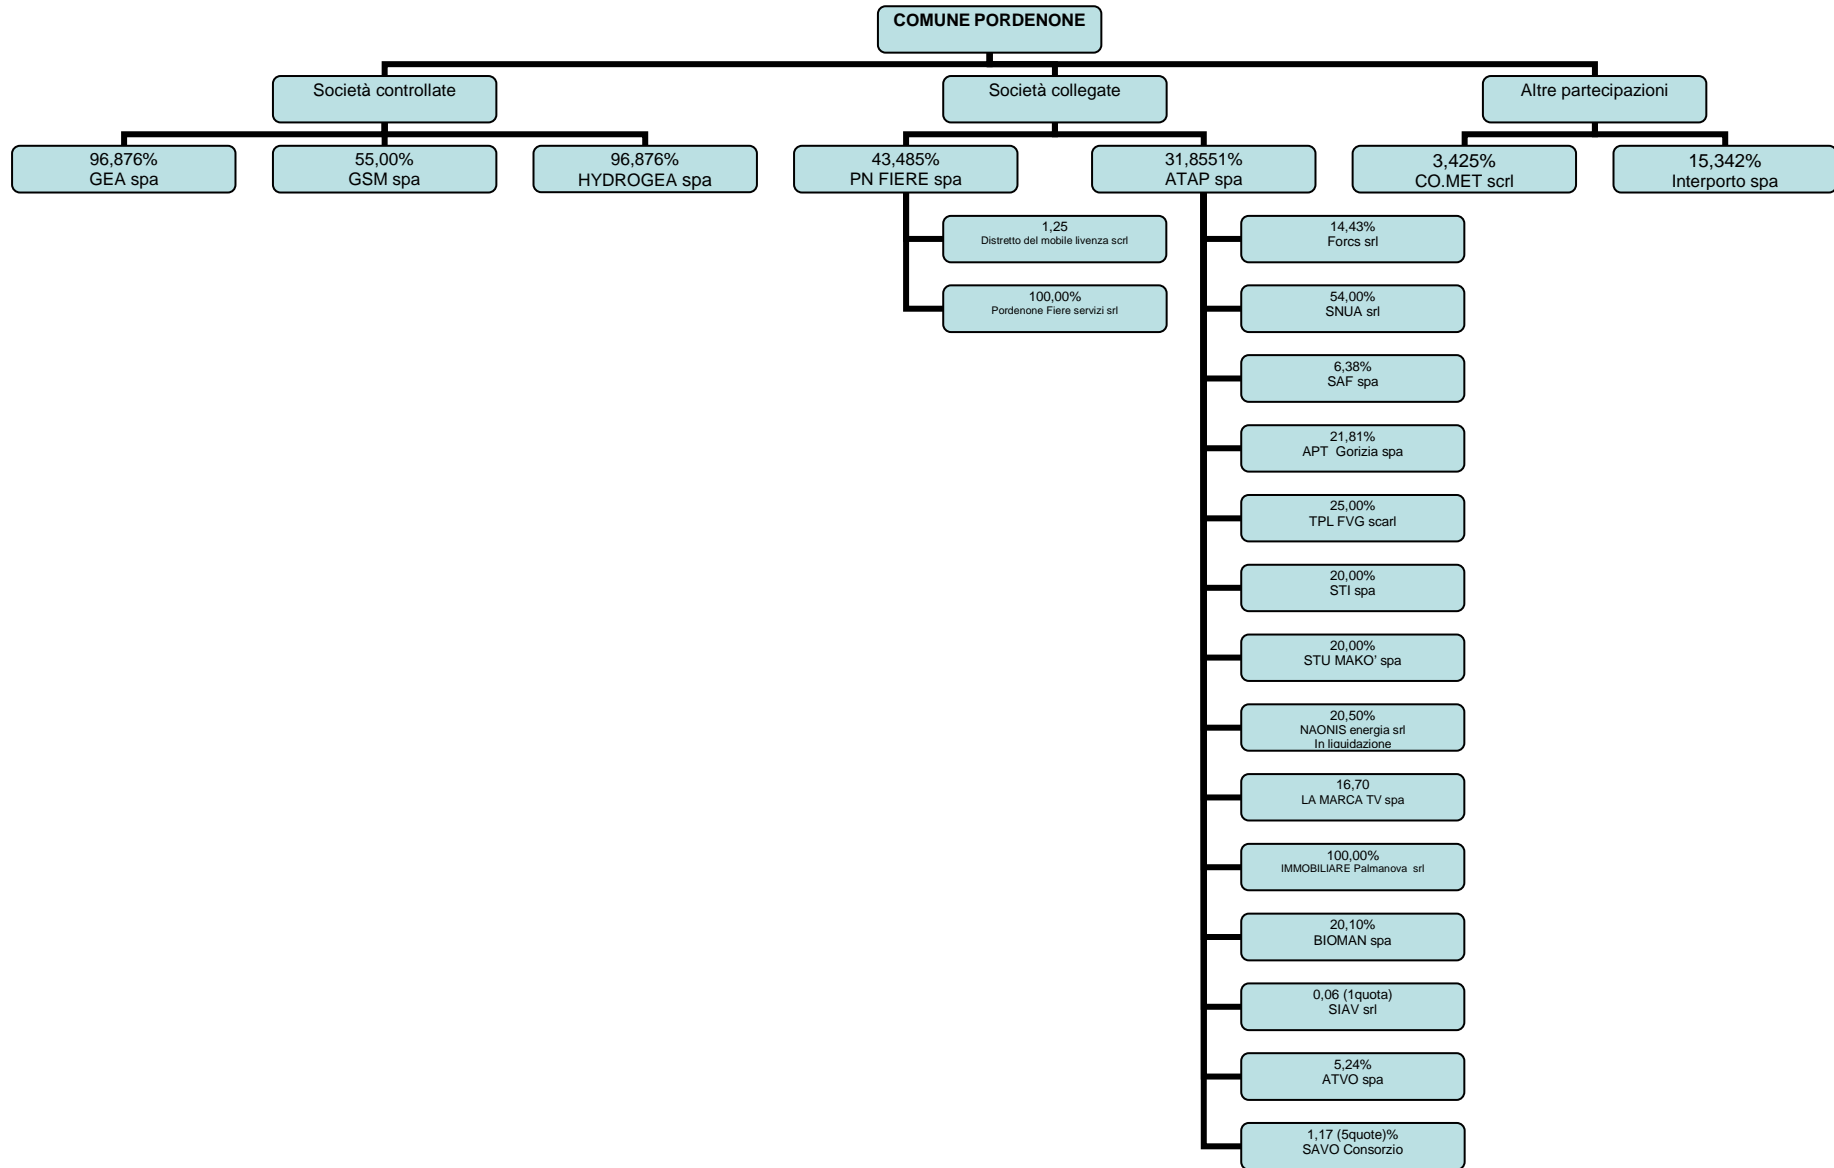 COMUNE PORDENONE
Società controllate
Società collegate
Altre partecipazioni
96,876%
GEA spa
55,00%
GSM spa
96,876%
HYDROGEA spa
43,485%
PN FIERE spa
31,8551%
ATAP spa
3,425%
CO.MET scrl
15,342%
Interporto spa
1,25
Distretto del mobile livenza scrl
100,00%
Pordenone Fiere servizi srl
14,43%
Forcs srl
54,00%
SNUA srl
6,38%
SAF spa
21,81%
APT Gorizia spa
25,00%
TPL FVG scarl
20,00%
STI spa
20,00%
STU MAKO' spa
20,50%
NAONIS energia srl
In liquidazione
16,70
LA MARCA TV spa
100,00%
IMMOBILIARE Palmanova srl
20,10%
BIOMAN spa
0,06 (1quota)
SIAV srl
5,24%
ATVO spa
1,17 (5quote)%
SAVO Consorzio